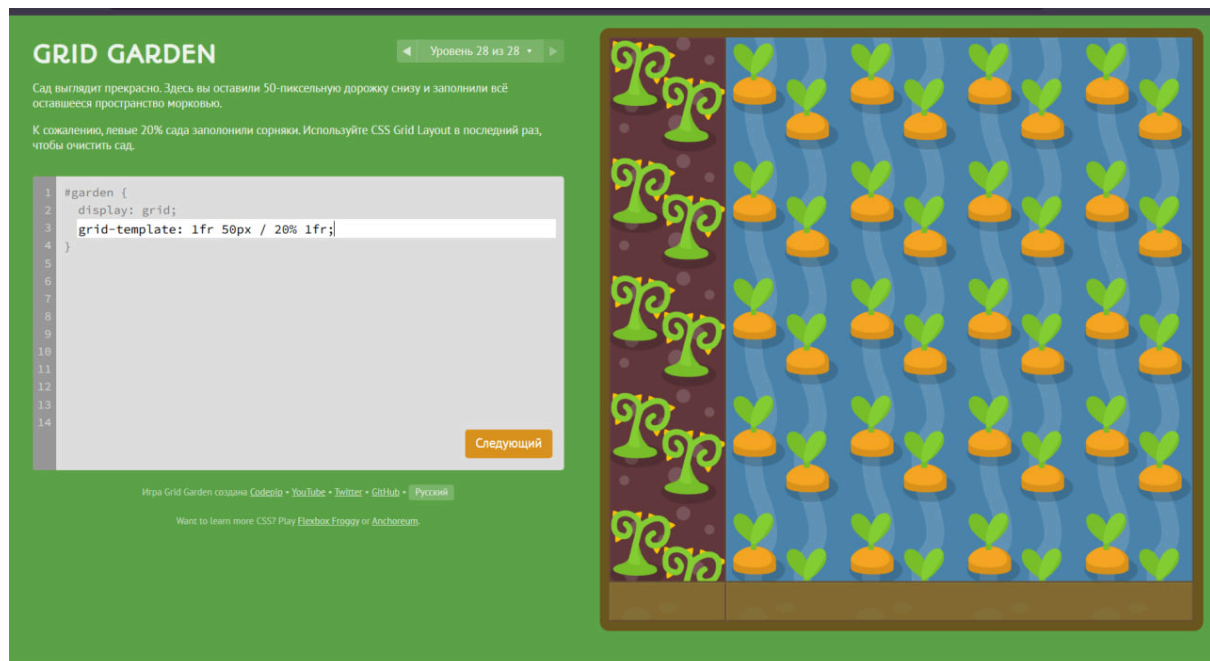 GRID GARDEN
◀ Уровень 28 из 28 ▾ ▶
Сад выглядит прекрасно. Здесь вы оставили 50-пиксельную дорожку снизу и заполнили всё
оставшееся пространство морковью.
К сожалению, левые 20% сада заполонили сорняки. Используйте CSS Grid Layout в последний раз,
чтобы очистить сад.
1 #garden {
2 display: grid;
3 grid-template: 1fr 50px / 20% 1fr;
4 }
5
6
7
8
9
10
11
12
13
14
Следующий
Игра Grid Garden создана Codepip • YouTube • Twitter • GitHub • Русский
Want to learn more CSS? Play Flexbox Froggy or Anchoreum.